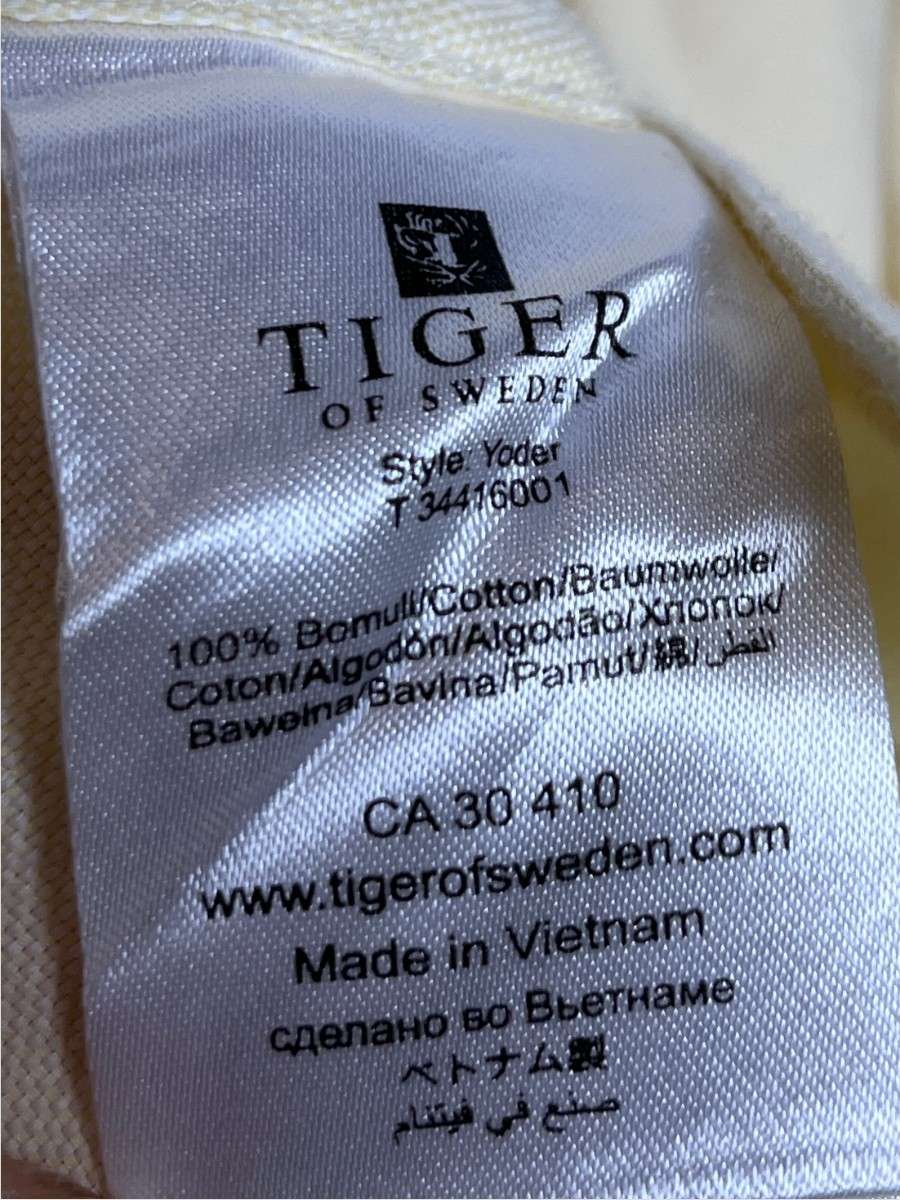 TIGER
OF SWEDEN
Style: Yoder
T 34416001
100% Bomull/Cotton/Baumwolle/
Coton/Algodón/Algodão/Хлопок/
Bawełna/Bavlna/Pamut/綿/القطن
CA 30 410
www.tigerofsweden.com
Made in Vietnam
сделано во Вьетнаме
ベトナム製
صنع في فيتنام